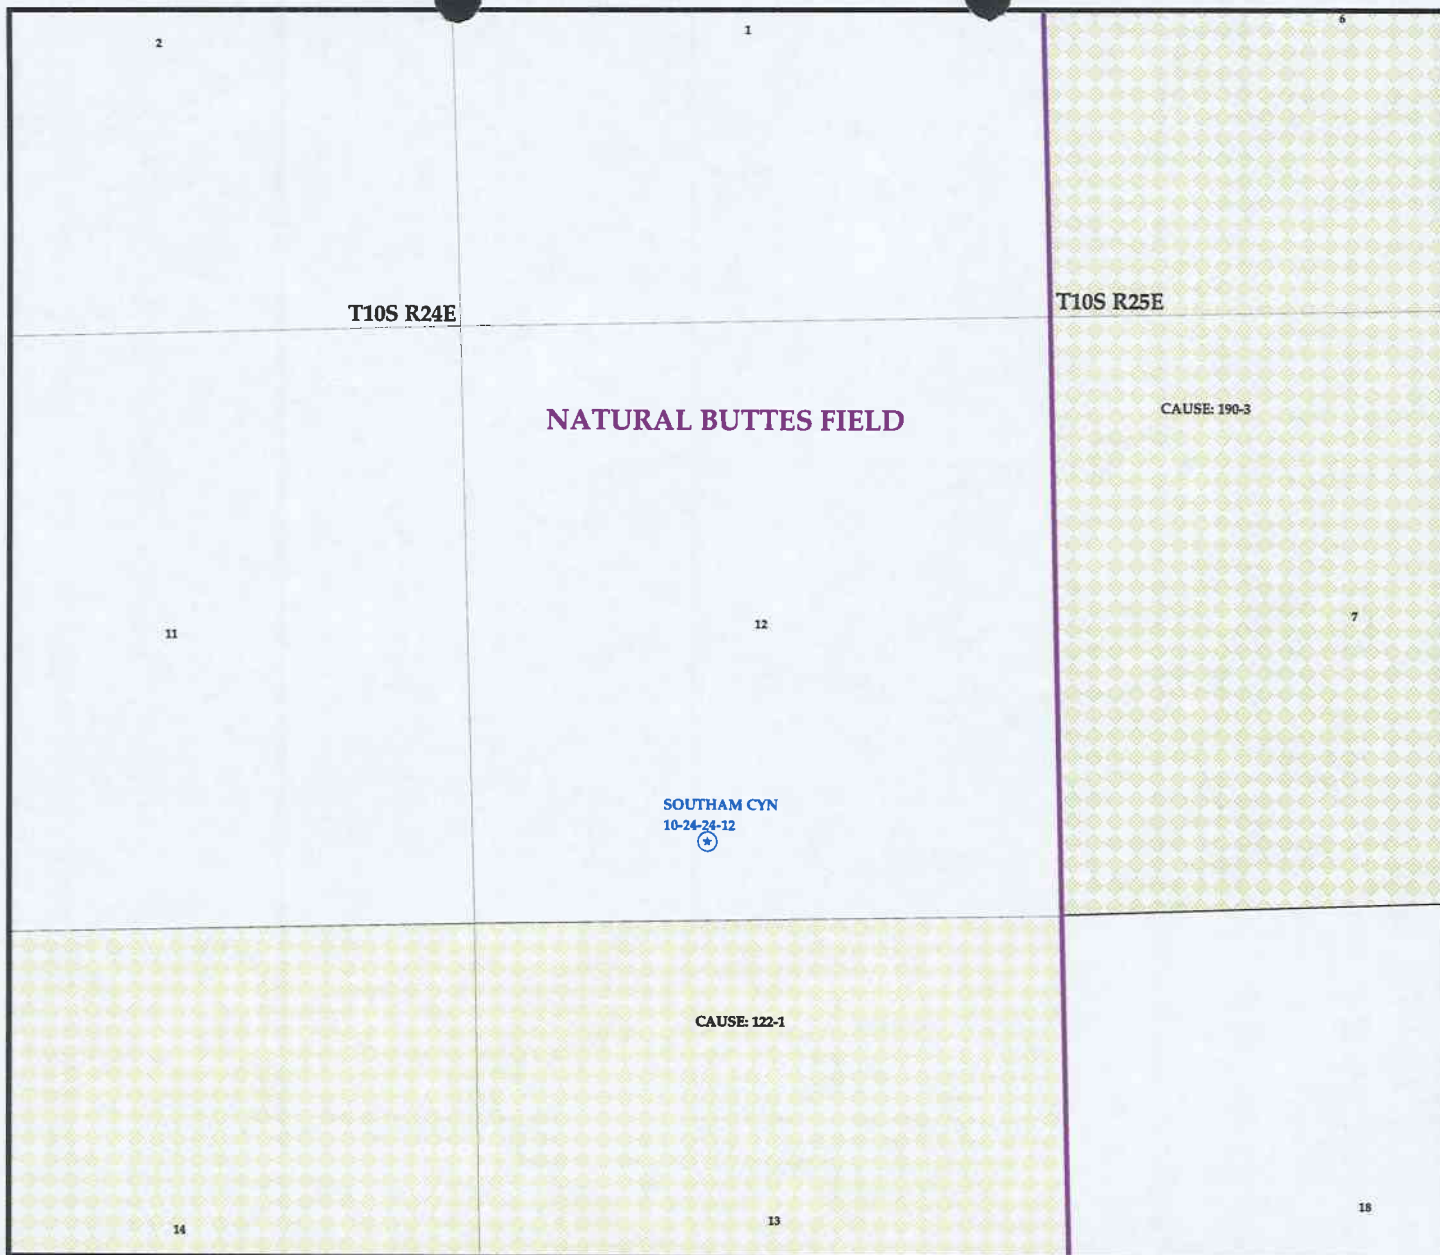 2
1
6
T10S R24E
T10S R25E
NATURAL BUTTES FIELD
CAUSE: 190-3
11
12
7
SOUTHAM CYN
10-24-24-12
CAUSE: 122-1
14
13
18